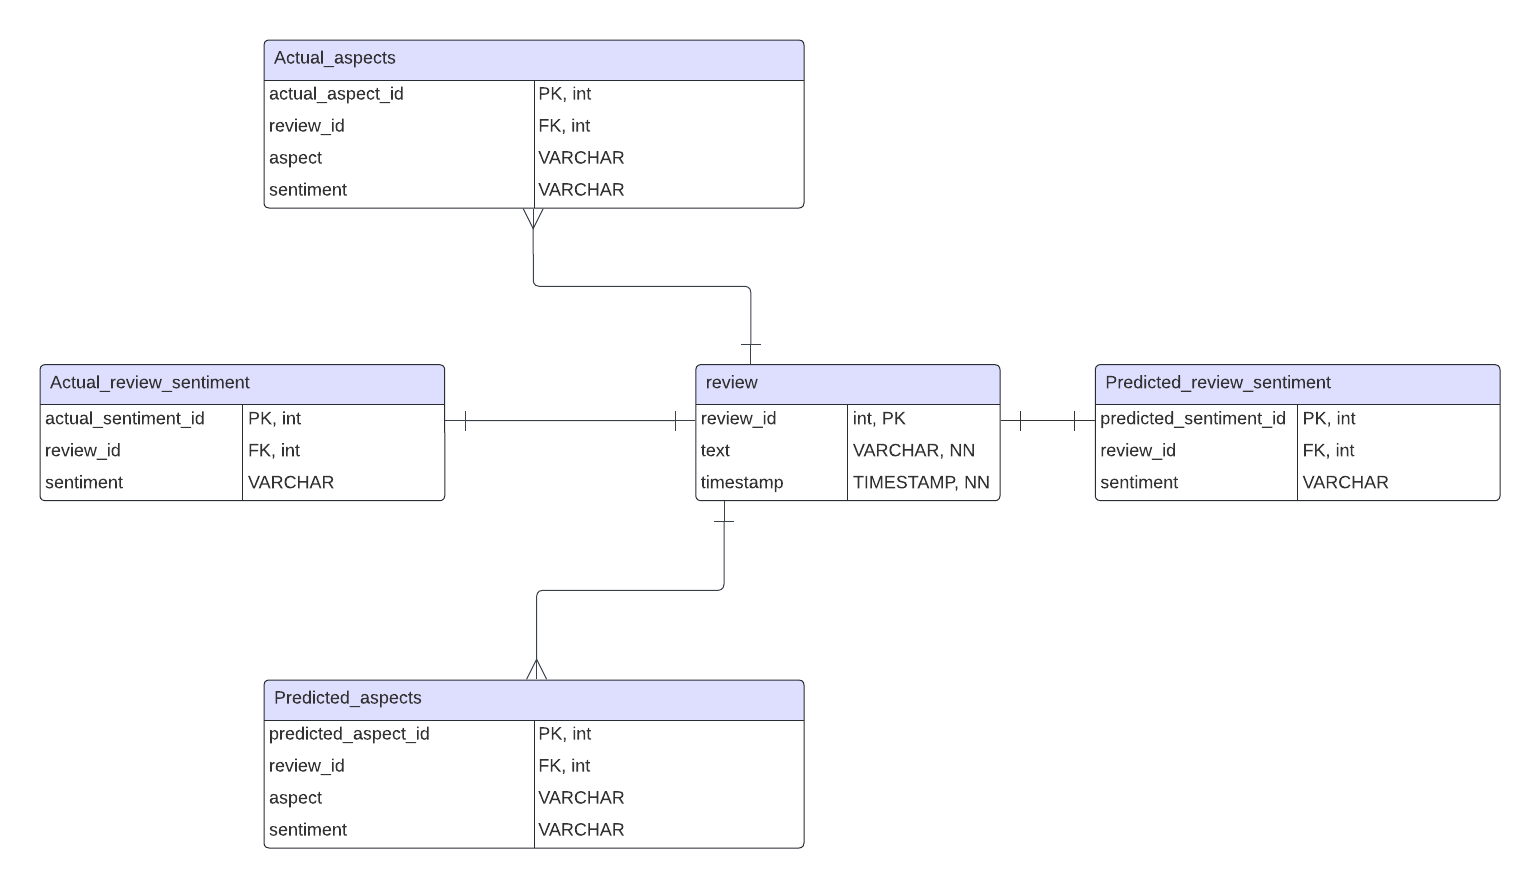 Actual_aspects
actual_aspect_id PK, int
review_id FK, int
aspect VARCHAR
sentiment VARCHAR
Actual_review_sentiment
actual_sentiment_id PK, int
review_id FK, int
sentiment VARCHAR
review
review_id int, PK
text VARCHAR, NN
timestamp TIMESTAMP, NN
Predicted_review_sentiment
predicted_sentiment_id PK, int
review_id FK, int
sentiment VARCHAR
Predicted_aspects
predicted_aspect_id PK, int
review_id FK, int
aspect VARCHAR
sentiment VARCHAR